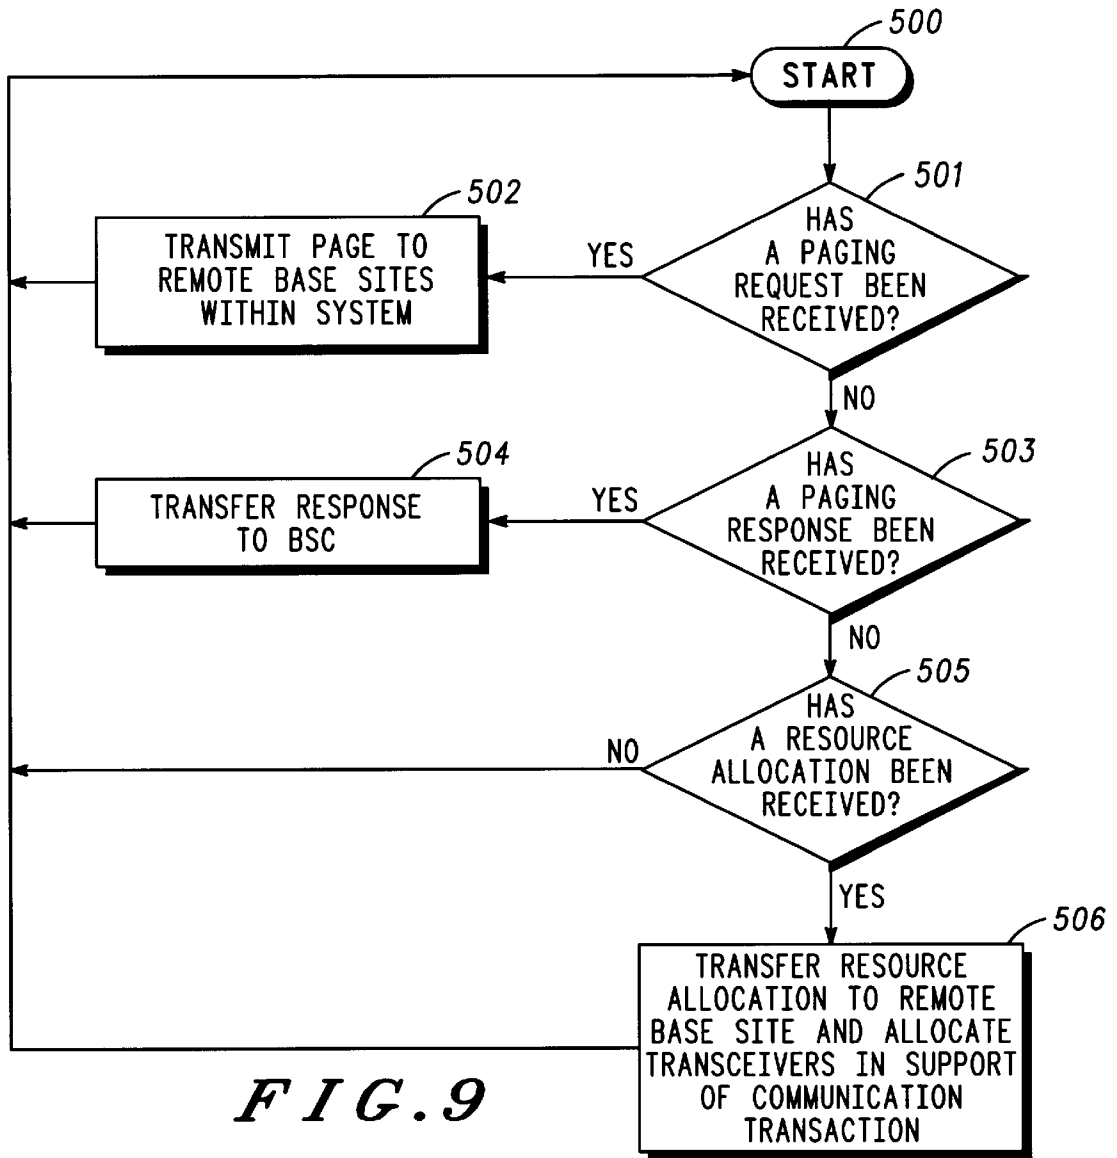 500
START
501
HAS
A PAGING
REQUEST BEEN
RECEIVED?
YES
502
TRANSMIT PAGE TO
REMOTE BASE SITES
WITHIN SYSTEM
NO
503
HAS
A PAGING
RESPONSE BEEN
RECEIVED?
YES
504
TRANSFER RESPONSE
TO BSC
NO
505
HAS
A RESOURCE
ALLOCATION BEEN
RECEIVED?
NO
YES
506
TRANSFER RESOURCE
ALLOCATION TO REMOTE
BASE SITE AND ALLOCATE
TRANSCEIVERS IN SUPPORT
OF COMMUNICATION
TRANSACTION
FIG.9